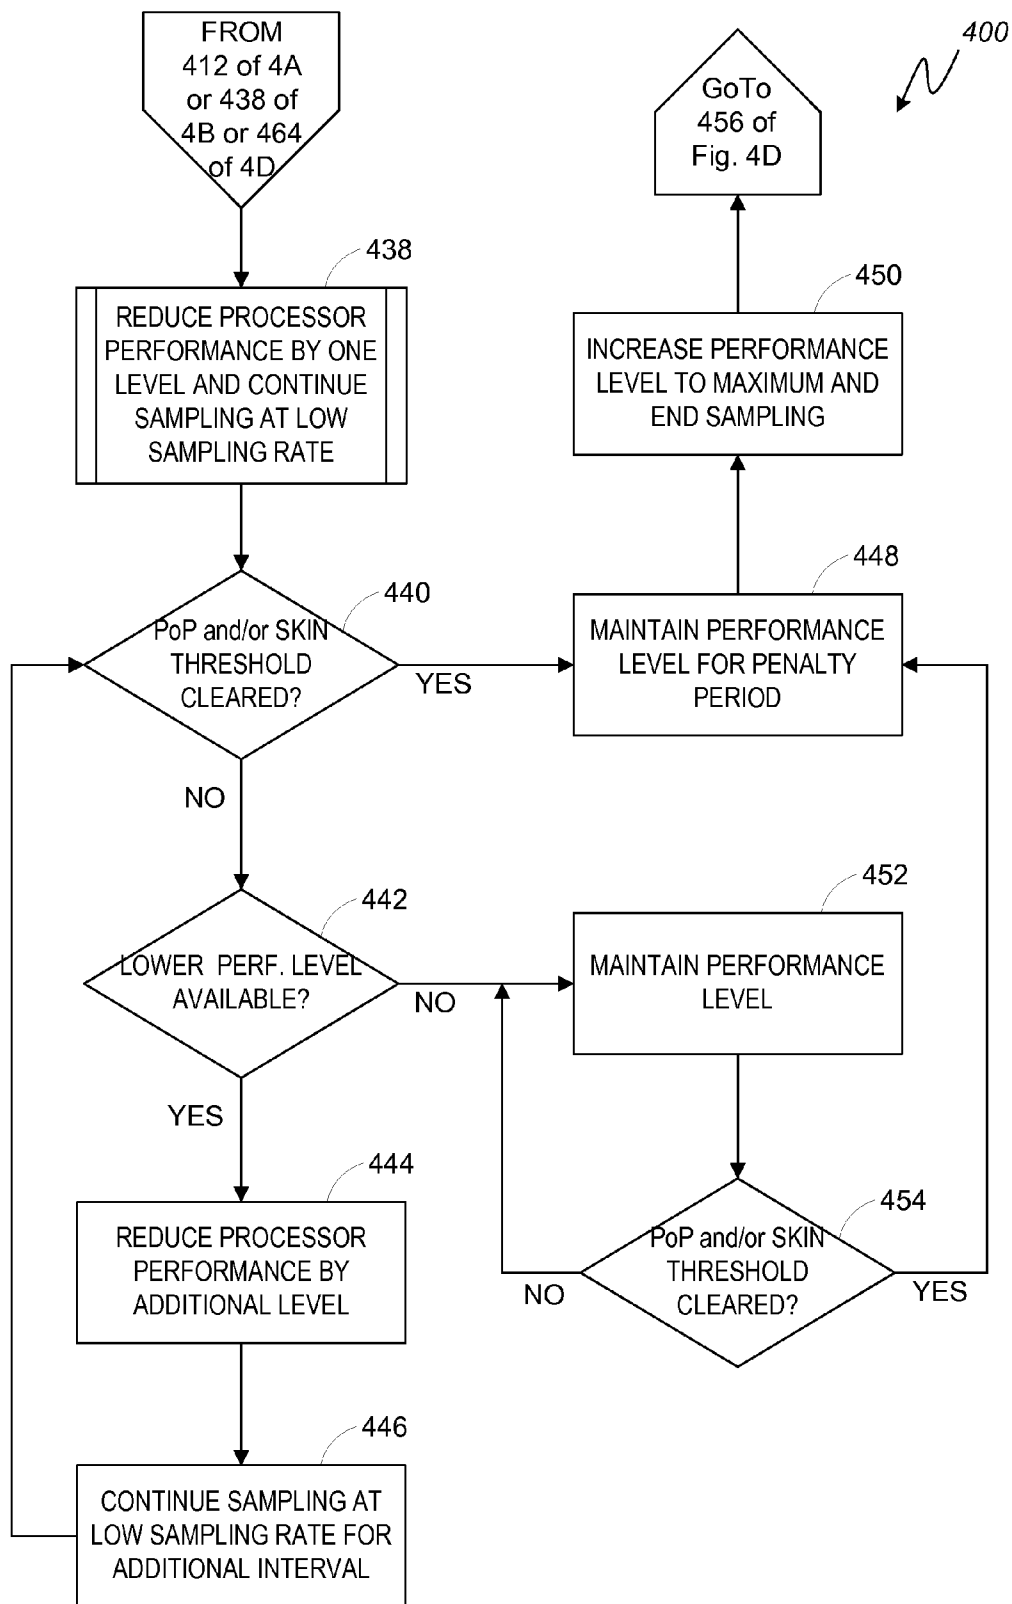 FROM
412 of 4A
or 438 of
4B or 464
of 4D
GoTo
456 of
Fig. 4D
400
438
REDUCE PROCESSOR
PERFORMANCE BY ONE
LEVEL AND CONTINUE
SAMPLING AT LOW
SAMPLING RATE
450
INCREASE PERFORMANCE
LEVEL TO MAXIMUM AND
END SAMPLING
440
PoP and/or SKIN
THRESHOLD
CLEARED?
YES
NO
448
MAINTAIN PERFORMANCE
LEVEL FOR PENALTY
PERIOD
442
LOWER PERF. LEVEL
AVAILABLE?
NO
YES
452
MAINTAIN PERFORMANCE
LEVEL
444
REDUCE PROCESSOR
PERFORMANCE BY
ADDITIONAL LEVEL
454
PoP and/or SKIN
THRESHOLD
CLEARED?
NO
YES
446
CONTINUE SAMPLING AT
LOW SAMPLING RATE FOR
ADDITIONAL INTERVAL